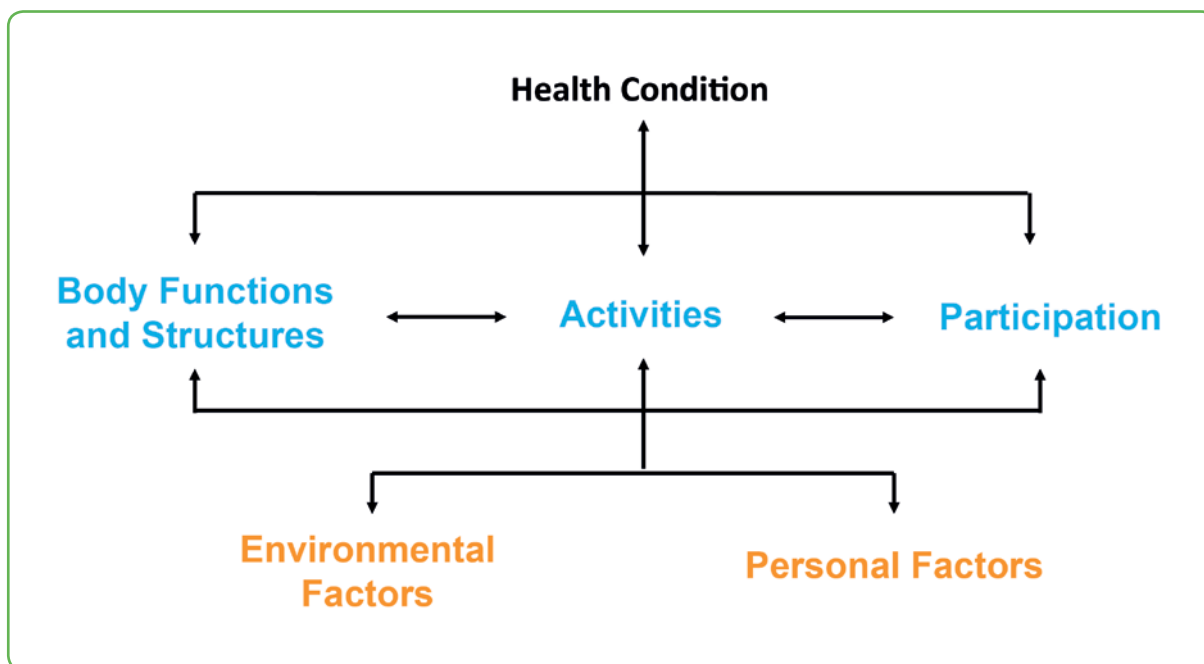 Health Condition
Body Functions
and Structures
Activities
Participation
Environmental
Factors
Personal Factors